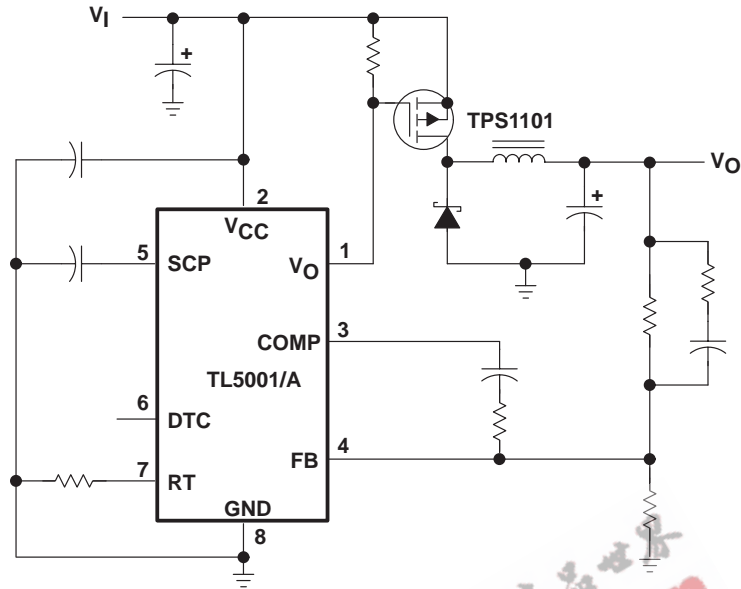 VI
+
TPS1101
VO
+
2
VCC
5
SCP
1
VO
3
COMP
TL5001/A
6
DTC
4
FB
7
RT
GND
8